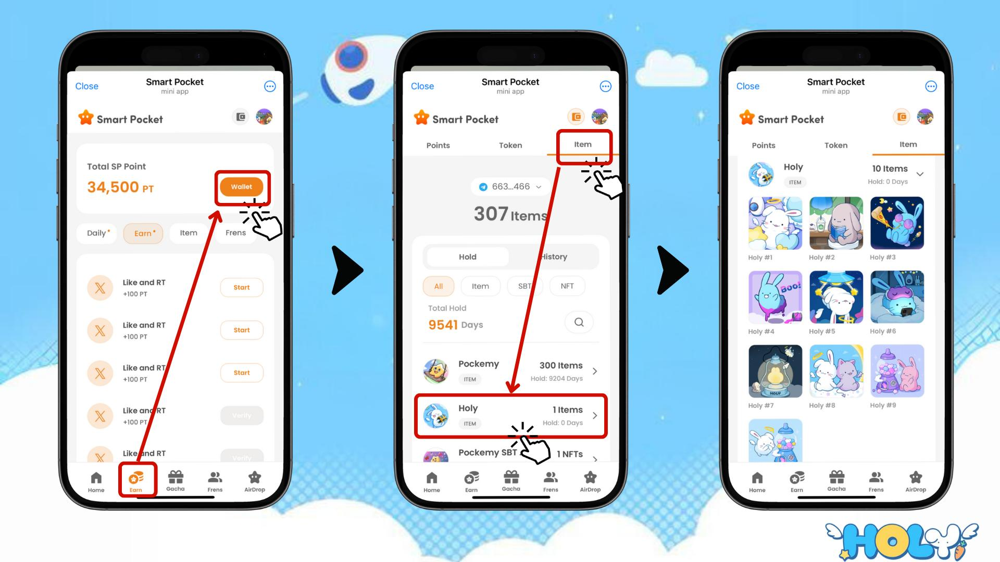 Close
Smart Pocket
mini app
Smart Pocket
Total SP Point
34,500 PT
Wallet
Daily
Earn
Item
Frens
Like and RT
+100 PT
Start
Like and RT
+100 PT
Start
Like and RT
+100 PT
Start
Like and RT
+100 PT
Verify
Like and RT
Verify
Home
Earn
Gacha
Frens
AirDrop
Close
Smart Pocket
mini app
Smart Pocket
Points
Token
Item
663...466
307 Items
Hold
History
All
Item
SBT
NFT
Total Hold
9541 Days
Pockemy
ITEM
300 Items
Hold: 9204 Days
Holy
ITEM
1 Items
Hold: 0 Days
Pockemy SBT
1 NFTs
Home
Earn
Gacha
Frens
AirDrop
Close
Smart Pocket
mini app
Smart Pocket
Points
Token
Item
Holy
ITEM
10 Items
Hold: 0 Days
Holy #1
Holy #2
Holy #3
Boo!
Holy #4
Holy #5
Holy #6
HOLY
Holy #7
Holy #8
Holy #9
Home
Earn
Gacha
Frens
AirDrop
HOLY